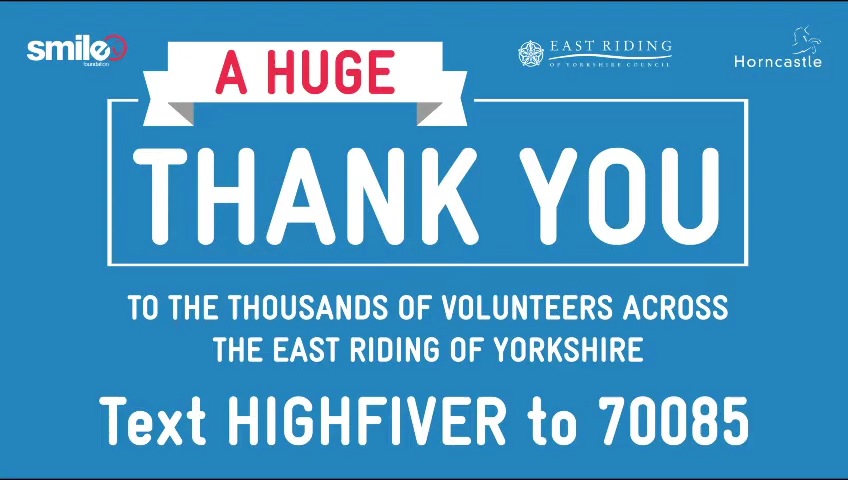 smile
foundation
EAST RIDING
OF YORKSHIRE COUNCIL
Horncastle
A HUGE
THANK YOU
TO THE THOUSANDS OF VOLUNTEERS ACROSS
THE EAST RIDING OF YORKSHIRE
Text HIGHFIVER to 70085